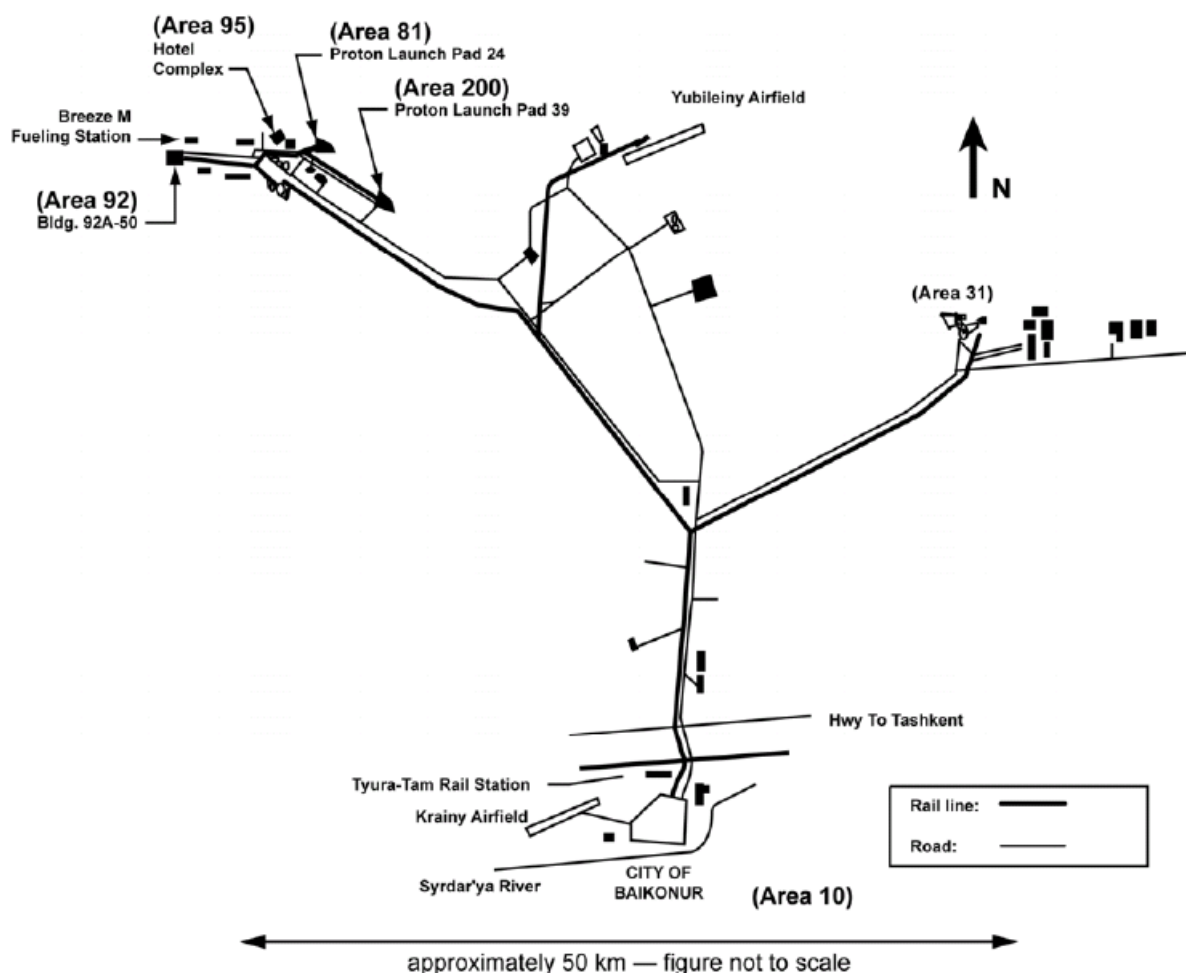 (Area 95)
Hotel
Complex
(Area 81)
Proton Launch Pad 24
(Area 200)
Proton Launch Pad 39
Yubileiny Airfield
Breeze M
Fueling Station
N
(Area 92)
Bldg. 92A-50
(Area 31)
Hwy To Tashkent
Tyura-Tam Rail Station
Krainy Airfield
Rail line:
Road:
Syrdar'ya River
CITY OF
BAIKONUR
(Area 10)
approximately 50 km — figure not to scale